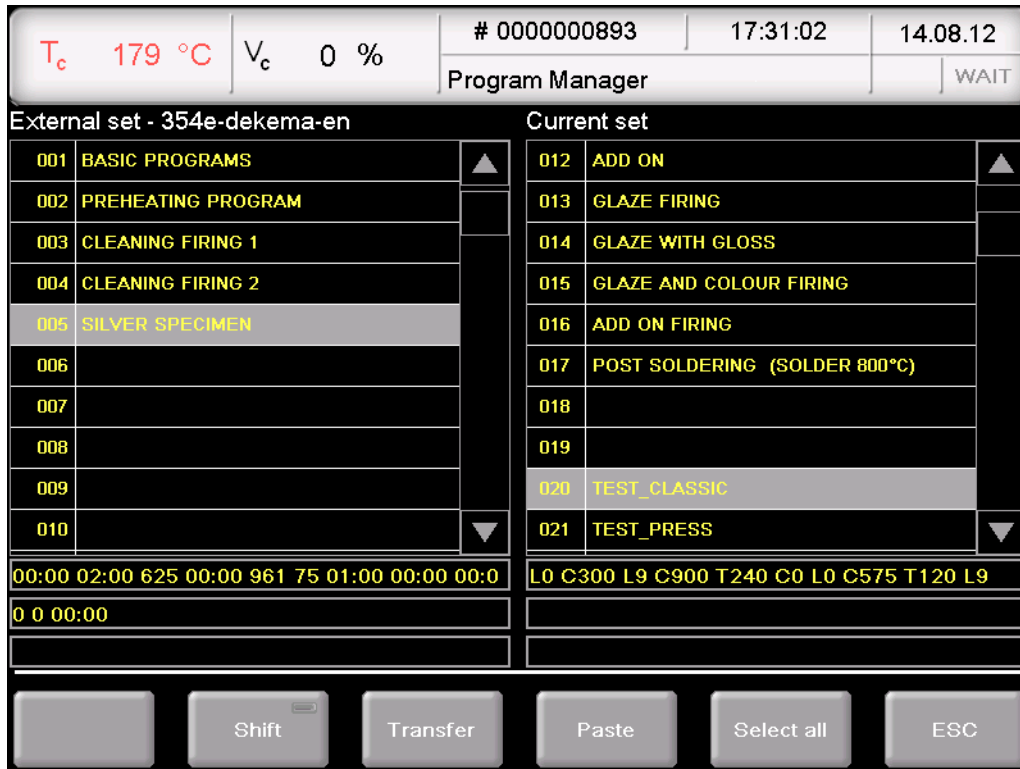 Tc 179 °C Vc 0 % # 0000000893 17:31:02 14.08.12
Program Manager WAIT
External set - 354e-dekema-en
001 BASIC PROGRAMS
002 PREHEATING PROGRAM
003 CLEANING FIRING 1
004 CLEANING FIRING 2
005 SILVER SPECIMEN
006
007
008
009
010
00:00 02:00 625 00:00 961 75 01:00 00:00 00:0
0 0 00:00
Current set
012 ADD ON
013 GLAZE FIRING
014 GLAZE WITH GLOSS
015 GLAZE AND COLOUR FIRING
016 ADD ON FIRING
017 POST SOLDERING (SOLDER 800°C)
018
019
020 TEST_CLASSIC
021 TEST_PRESS
L0 C300 L9 C900 T240 C0 L0 C575 T120 L9
Shift Transfer Paste Select all ESC